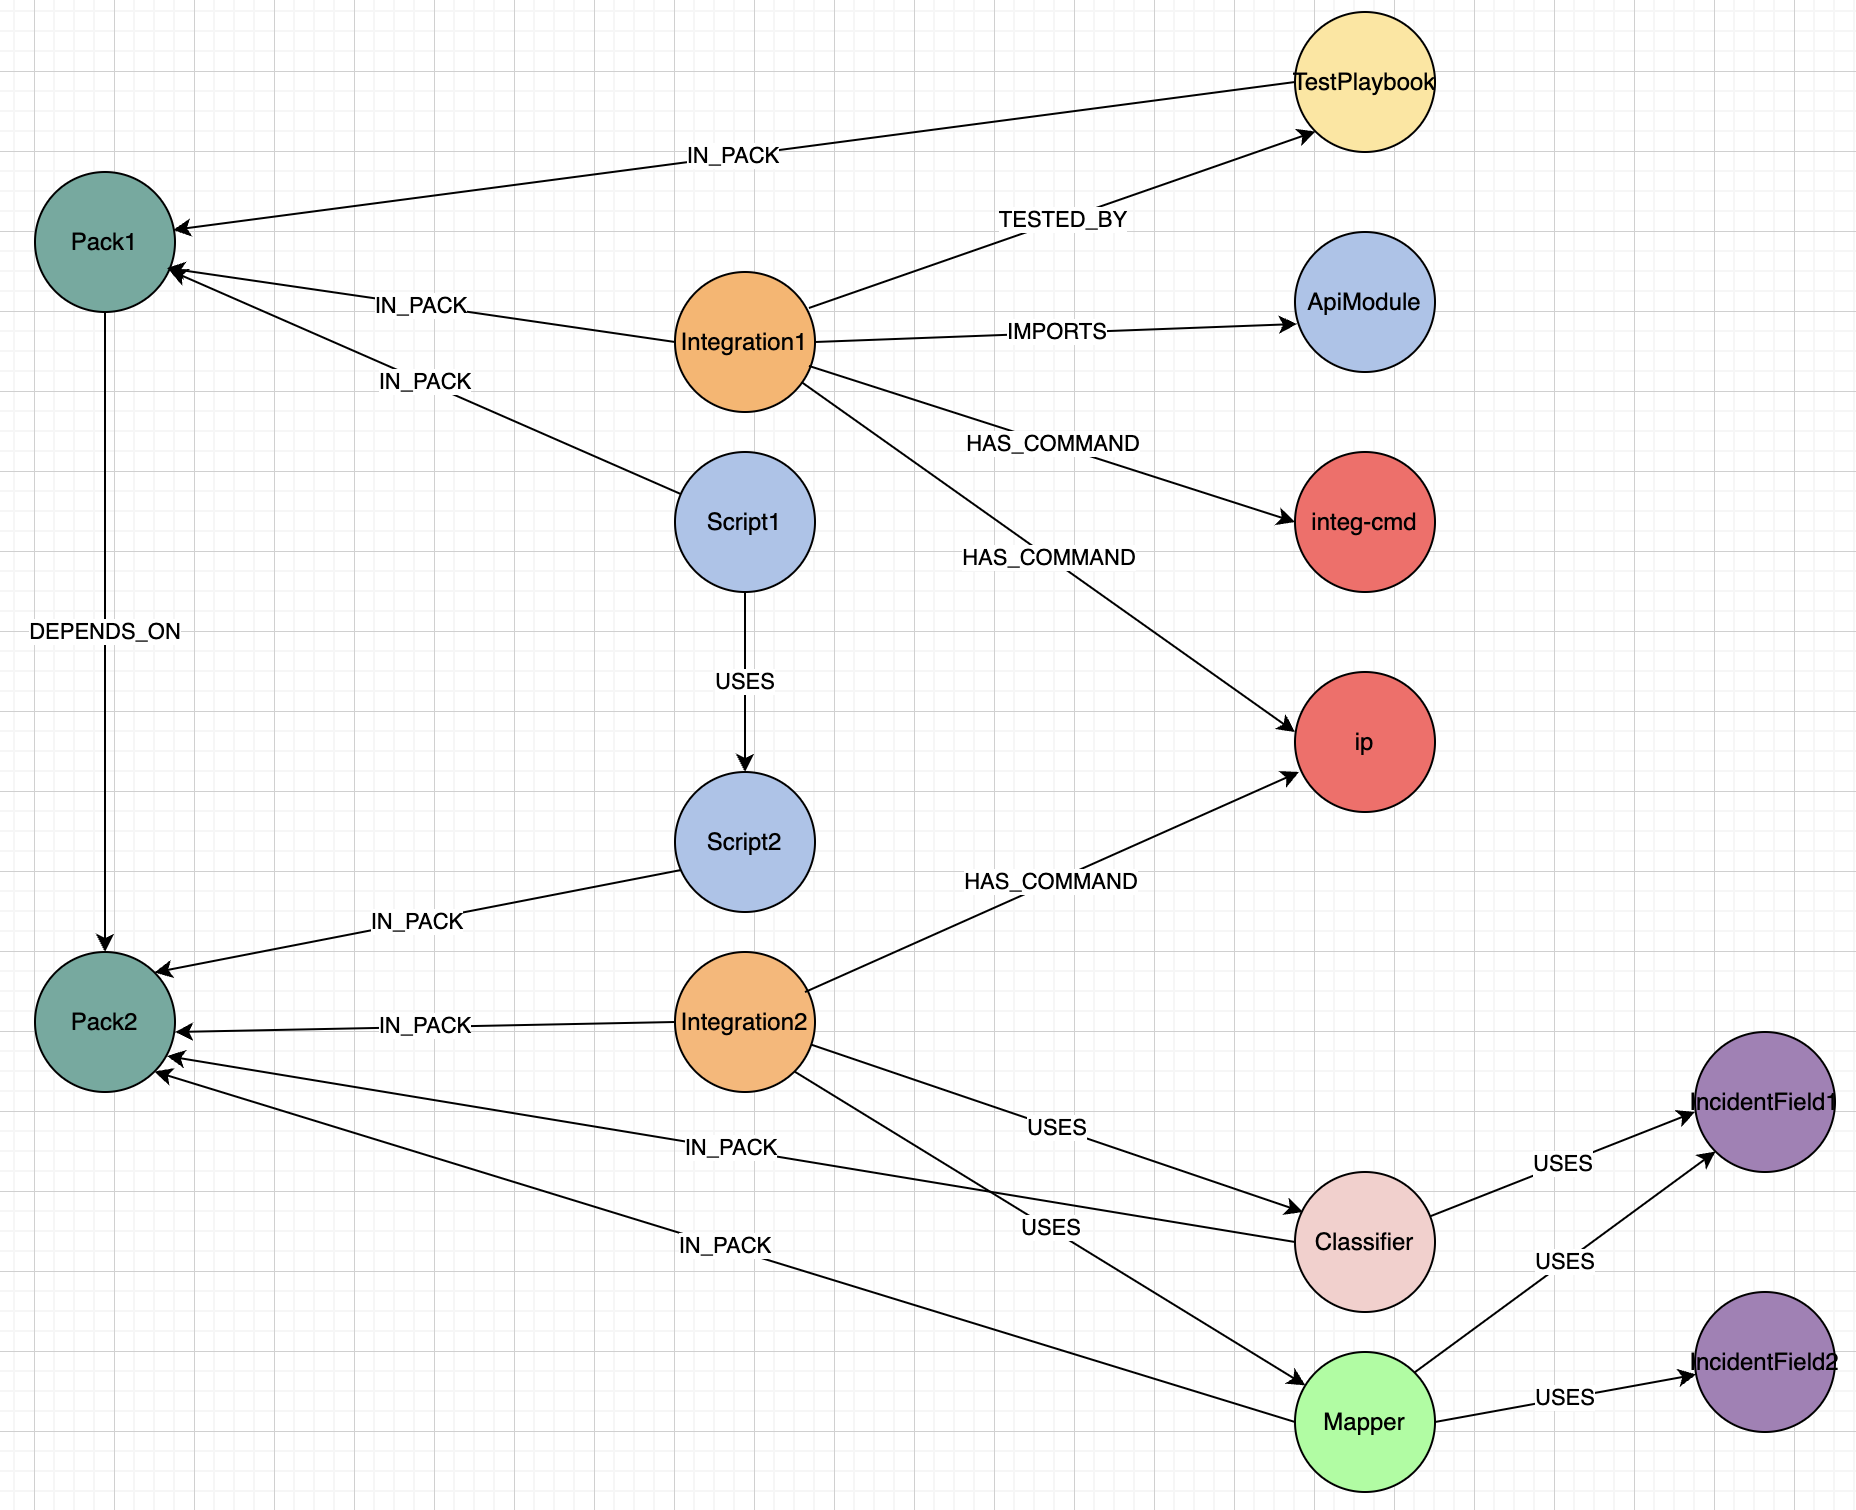 TestPlaybook
IN_PACK
TESTED_BY
Pack1
ApiModule
IN_PACK
IMPORTS
Integration1
IN_PACK
HAS_COMMAND
Script1
integ-cmd
HAS_COMMAND
DEPENDS_ON
USES
ip
Script2
HAS_COMMAND
IN_PACK
Pack2
IN_PACK
Integration2
IncidentField1
USES
IN_PACK
USES
USES
Classifier
IN_PACK
USES
IncidentField2
USES
Mapper